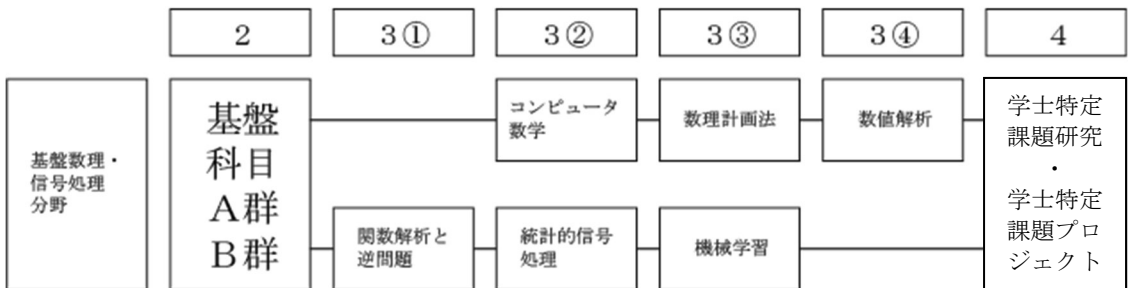 2
3①
3②
3③
3④
4
基盤数理・
信号処理
分野
基盤
科目
A群
B群
コンピュータ
数学
数理計画法
数値解析
関数解析と
逆問題
統計的信号
処理
機械学習
学士特定
課題研究
・
学士特定
課題プロ
ジェクト